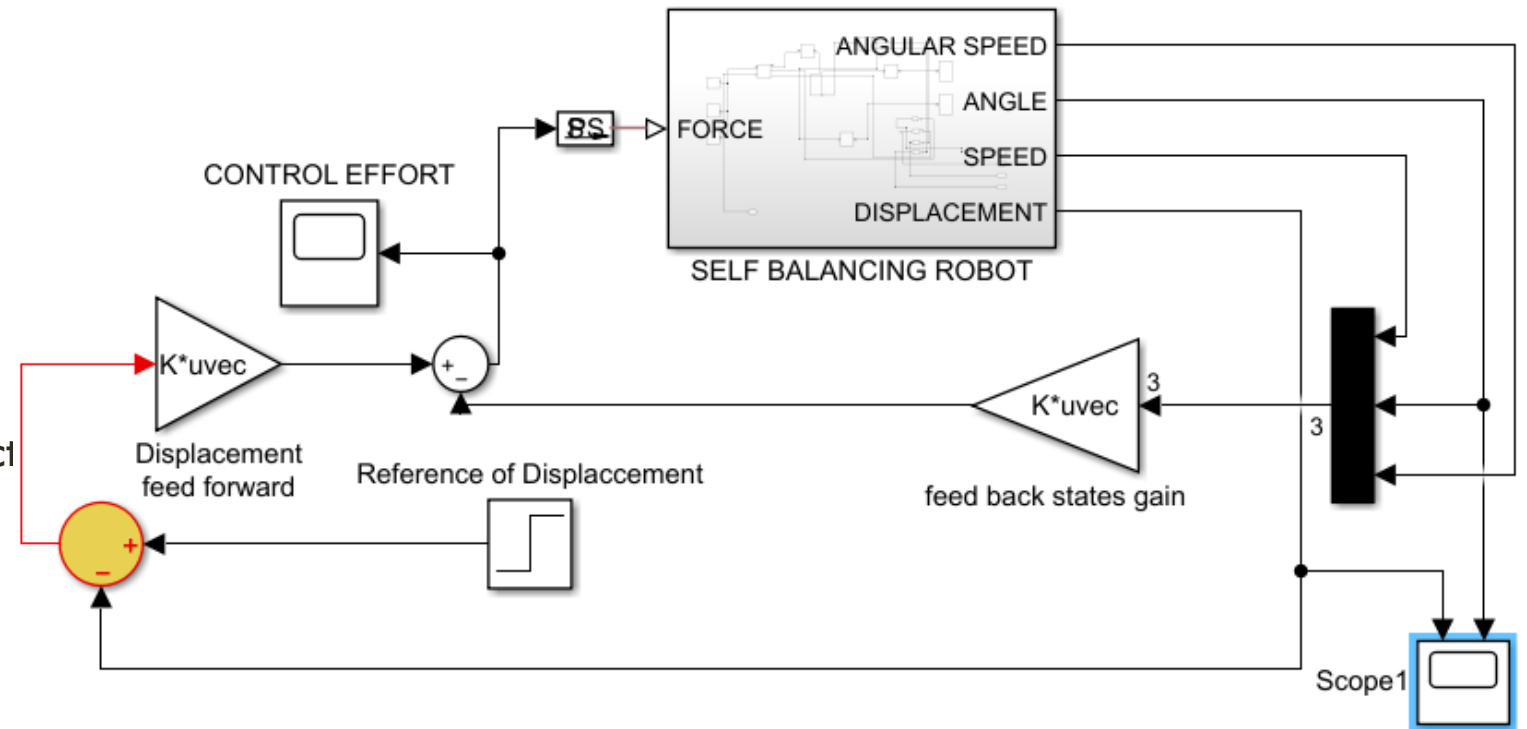 ANGULAR SPEED
ANGLE
FORCE
SPEED
CONTROL EFFORT
DISPLACEMENT
SELF BALANCING ROBOT
K*uvec
+
−
3
K*uvec
3
Displacement
feed forward
Reference of Displaccement
feed back states gain
+
−
Scope1